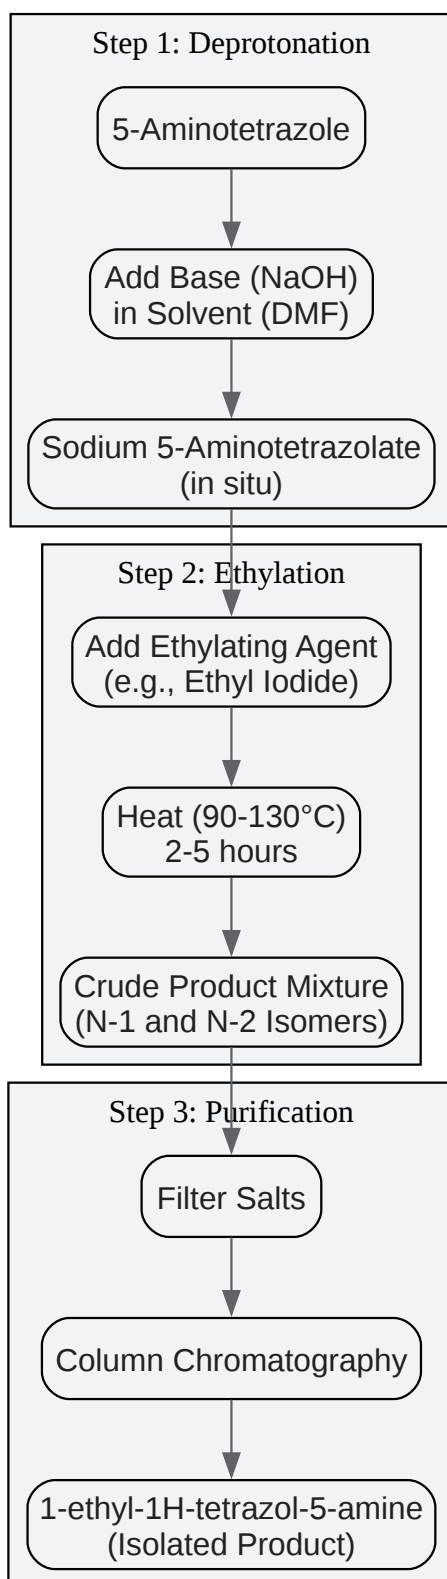 Step 1: Deprotonation
5-Aminotetrazole
Add Base (NaOH)
in Solvent (DMF)
Sodium 5-Aminotetrazolate
(in situ)
Step 2: Ethylation
Add Ethylating Agent
(e.g., Ethyl Iodide)
Heat (90-130°C)
2-5 hours
Crude Product Mixture
(N-1 and N-2 Isomers)
Step 3: Purification
Filter Salts
Column Chromatography
1-ethyl-1H-tetrazol-5-amine
(Isolated Product)